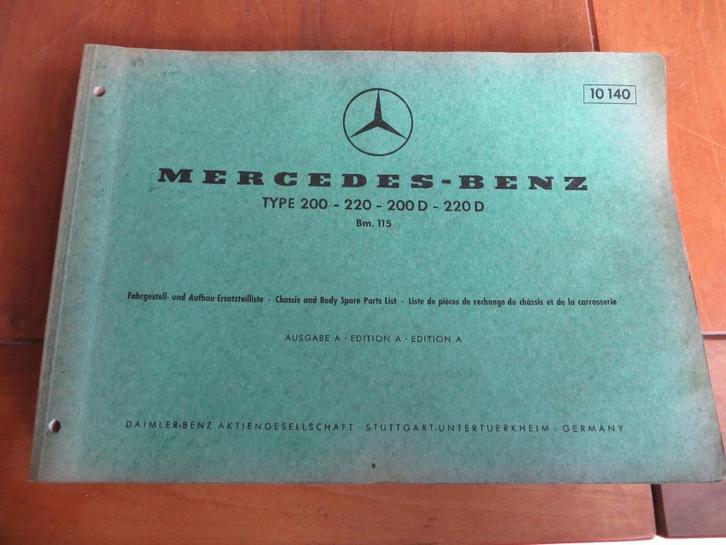 10 140
MERCEDES-BENZ
TYPE 200 - 220 - 200 D - 220 D
Bm. 115
Fahrgestell- und Aufbau-Ersatzteilliste · Chassis and Body Spare Parts List · Liste de pièces de rechange du châssis et de la carrosserie
AUSGABE A · EDITION A · EDITION A
DAIMLER-BENZ AKTIENGESELLSCHAFT · STUTTGART-UNTERTUERKHEIM · GERMANY